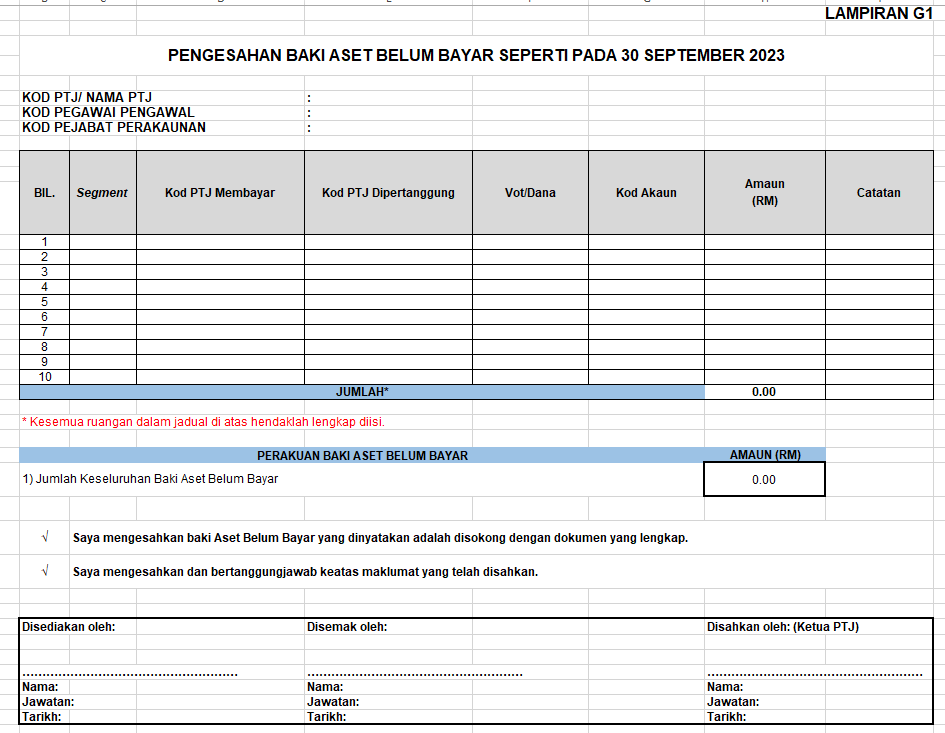 LAMPIRAN G1
PENGESAHAN BAKI ASET BELUM BAYAR SEPERTI PADA 30 SEPTEMBER 2023
KOD PTJ/ NAMA PTJ :
KOD PEGAWAI PENGAWAL :
KOD PEJABAT PERAKAUNAN :
BIL. Segment Kod PTJ Membayar Kod PTJ Dipertanggung Vot/Dana Kod Akaun Amaun (RM) Catatan
1
2
3
4
5
6
7
8
9
10
JUMLAH* 0.00
* Kesemua ruangan dalam jadual di atas hendaklah lengkap diisi.
PERAKUAN BAKI ASET BELUM BAYAR AMAUN (RM)
1) Jumlah Keseluruhan Baki Aset Belum Bayar 0.00
√ Saya mengesahkan baki Aset Belum Bayar yang dinyatakan adalah disokong dengan dokumen yang lengkap.
√ Saya mengesahkan dan bertanggungjawab keatas maklumat yang telah disahkan.
Disediakan oleh: Disemak oleh: Disahkan oleh: (Ketua PTJ)
Nama: Nama: Nama:
Jawatan: Jawatan: Jawatan:
Tarikh: Tarikh: Tarikh: